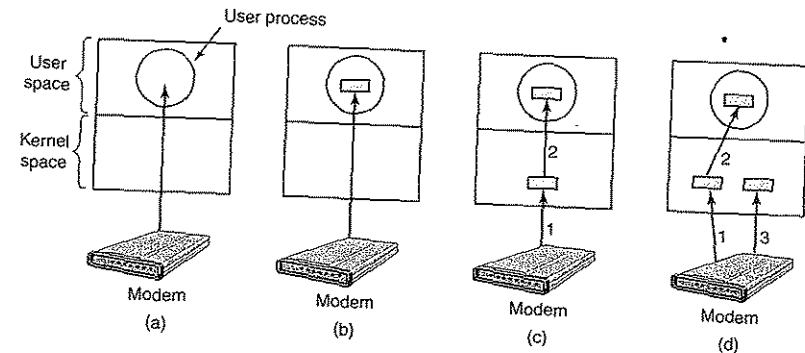 User process
User
space
Kernel
space
2
1
2
1
3
Modem
Modem
Modem
Modem
(a)
(b)
(c)
(d)